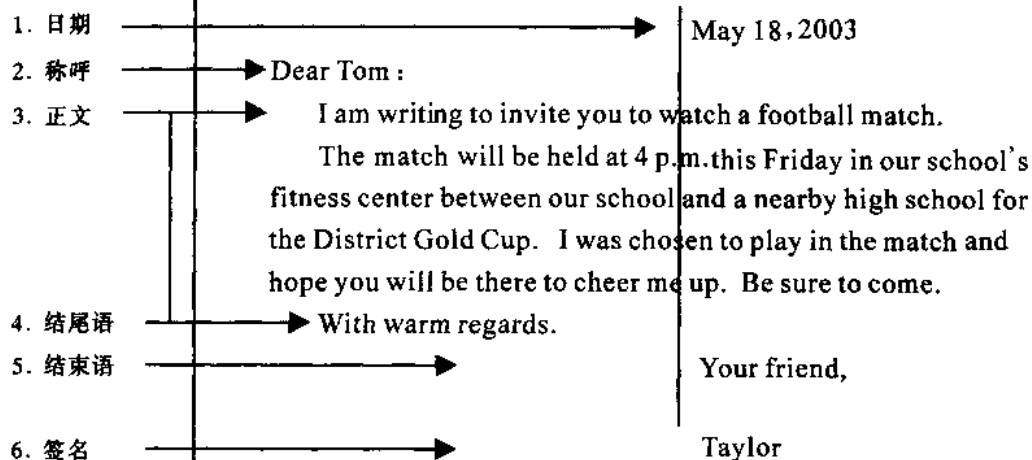 1. 日期 May 18,2003
2. 称呼 Dear Tom :
3. 正文 I am writing to invite you to watch a football match.
The match will be held at 4 p.m.this Friday in our school's
fitness center between our school and a nearby high school for
the District Gold Cup. I was chosen to play in the match and
hope you will be there to cheer me up. Be sure to come.
4. 结尾语 With warm regards.
5. 结束语 Your friend,
6. 签名 Taylor